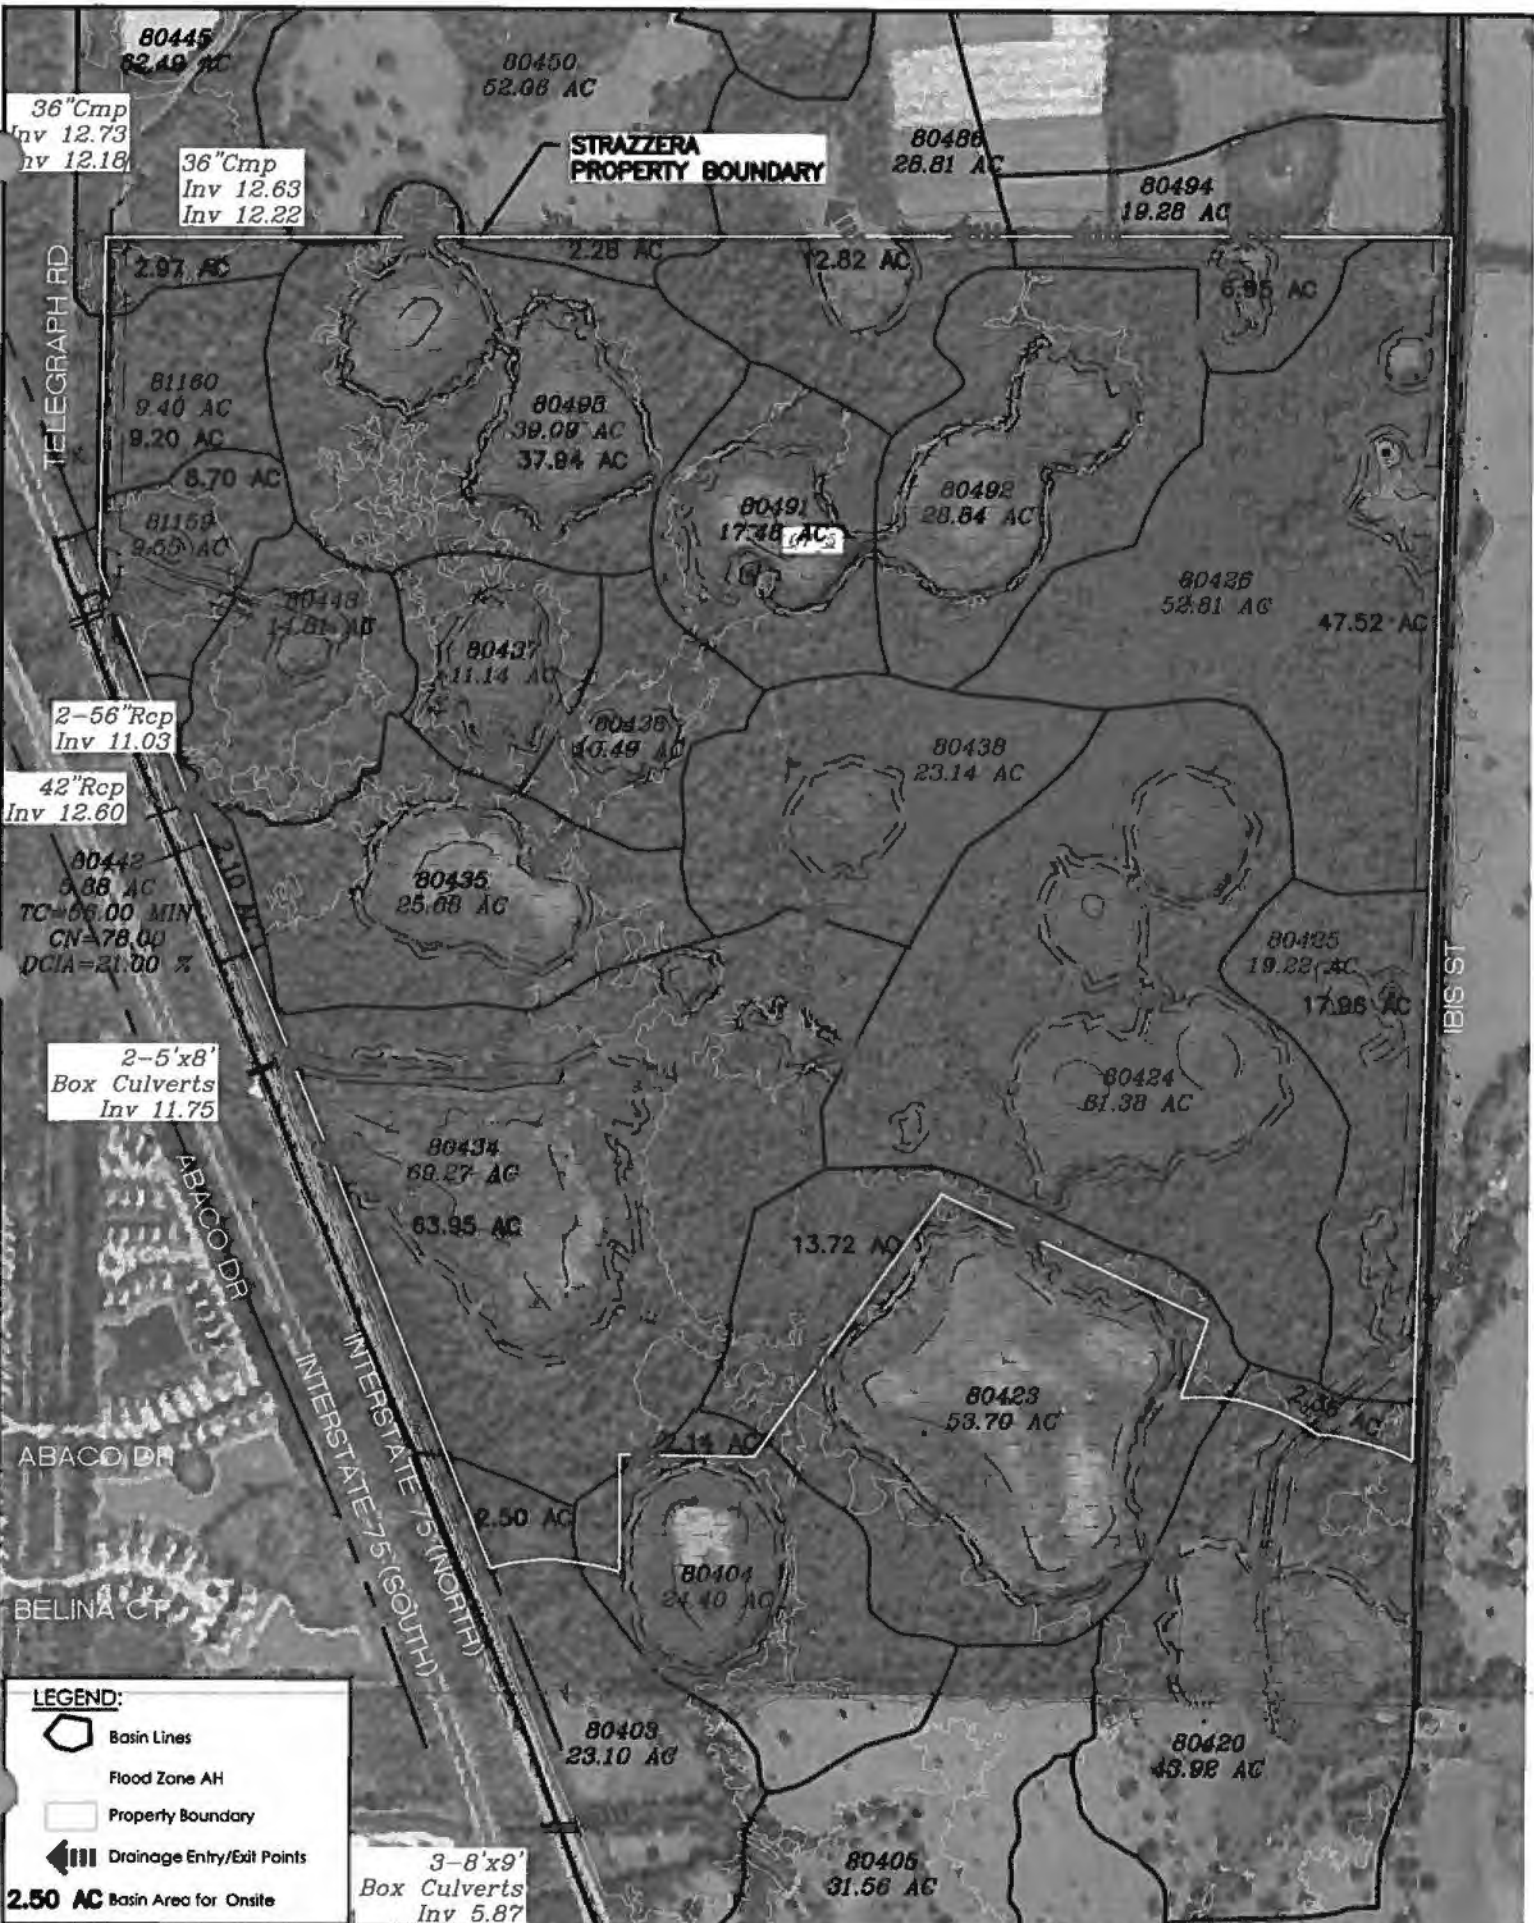 80445
62.49 AC
80450
52.08 AC
36"Cmp
Inv 12.73
Inv 12.18
36"Cmp
Inv 12.63
Inv 12.22
STRAZZERA
PROPERTY BOUNDARY
80486
28.81 AC
80494
19.28 AC
TELEGRAPH RD
2.97 AC
2.28 AC
12.82 AC
6.95 AC
81160
9.40 AC
9.20 AC
80493
39.09 AC
37.94 AC
8.70 AC
81159
9.55 AC
80491
17.48 AC
80492
28.84 AC
80426
52.81 AC
47.52 AC
80448
14.81 AC
80437
11.14 AC
2-56"Rcp
Inv 11.03
80436
10.49 AC
80438
23.14 AC
42"Rcp
Inv 12.60
80442
5.88 AC
TC=66.00 MIN
CN=78.00
DCIA=21.00 %
2.10 AC
80435
25.68 AC
80425
19.22 AC
17.96 AC
IBIS ST
2-5'x8'
Box Culverts
Inv 11.75
80424
61.38 AC
80434
69.27 AC
63.95 AC
ABACO DR
13.72 AC
INTERSTATE 75 (NORTH)
INTERSTATE 75 (SOUTH)
80423
53.70 AC
AC
2.14 AC
ABACO DR
2.50 AC
80404
24.40 AC
BELINA CT
80403
23.10 AC
80420
43.92 AC
80405
31.56 AC
LEGEND:
Basin Lines
Flood Zone AH
Property Boundary
Drainage Entry/Exit Points
2.50 AC Basin Area for Onsite
3-8'x9'
Box Culverts
Inv 5.87